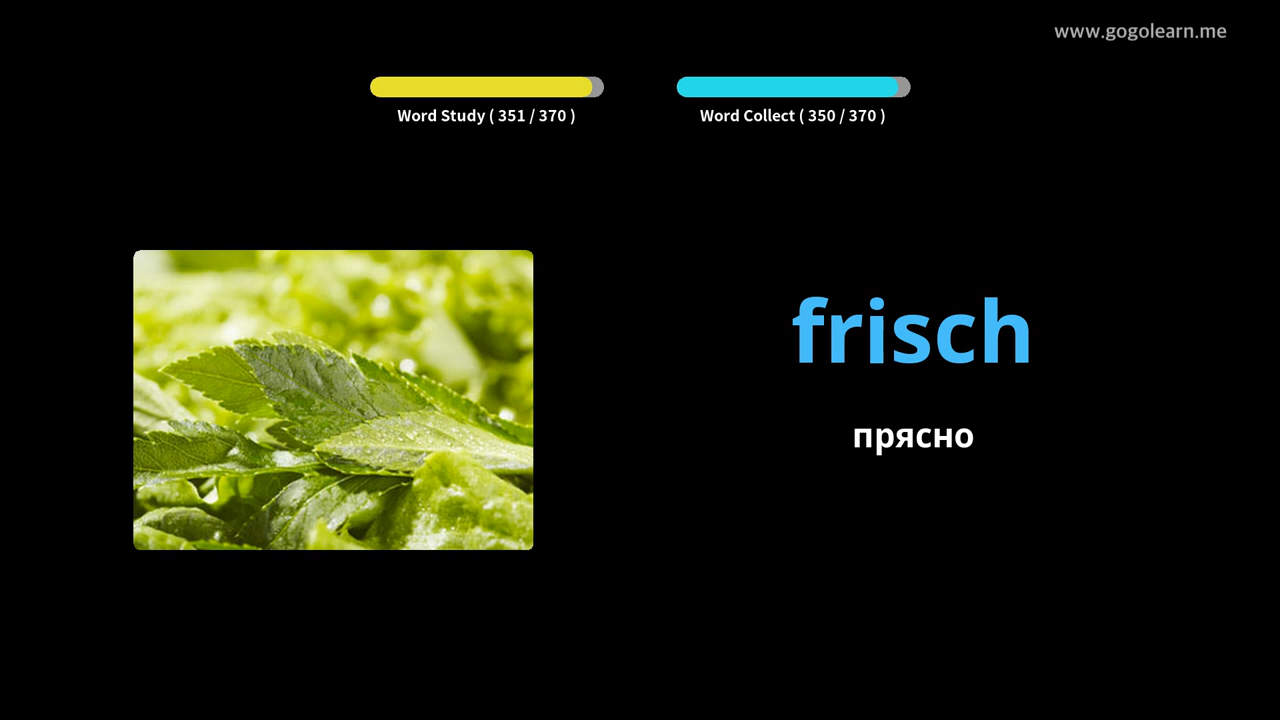 www.gogolearn.me
Word Study ( 351 / 370 )
Word Collect ( 350 / 370 )
frisch
прясно